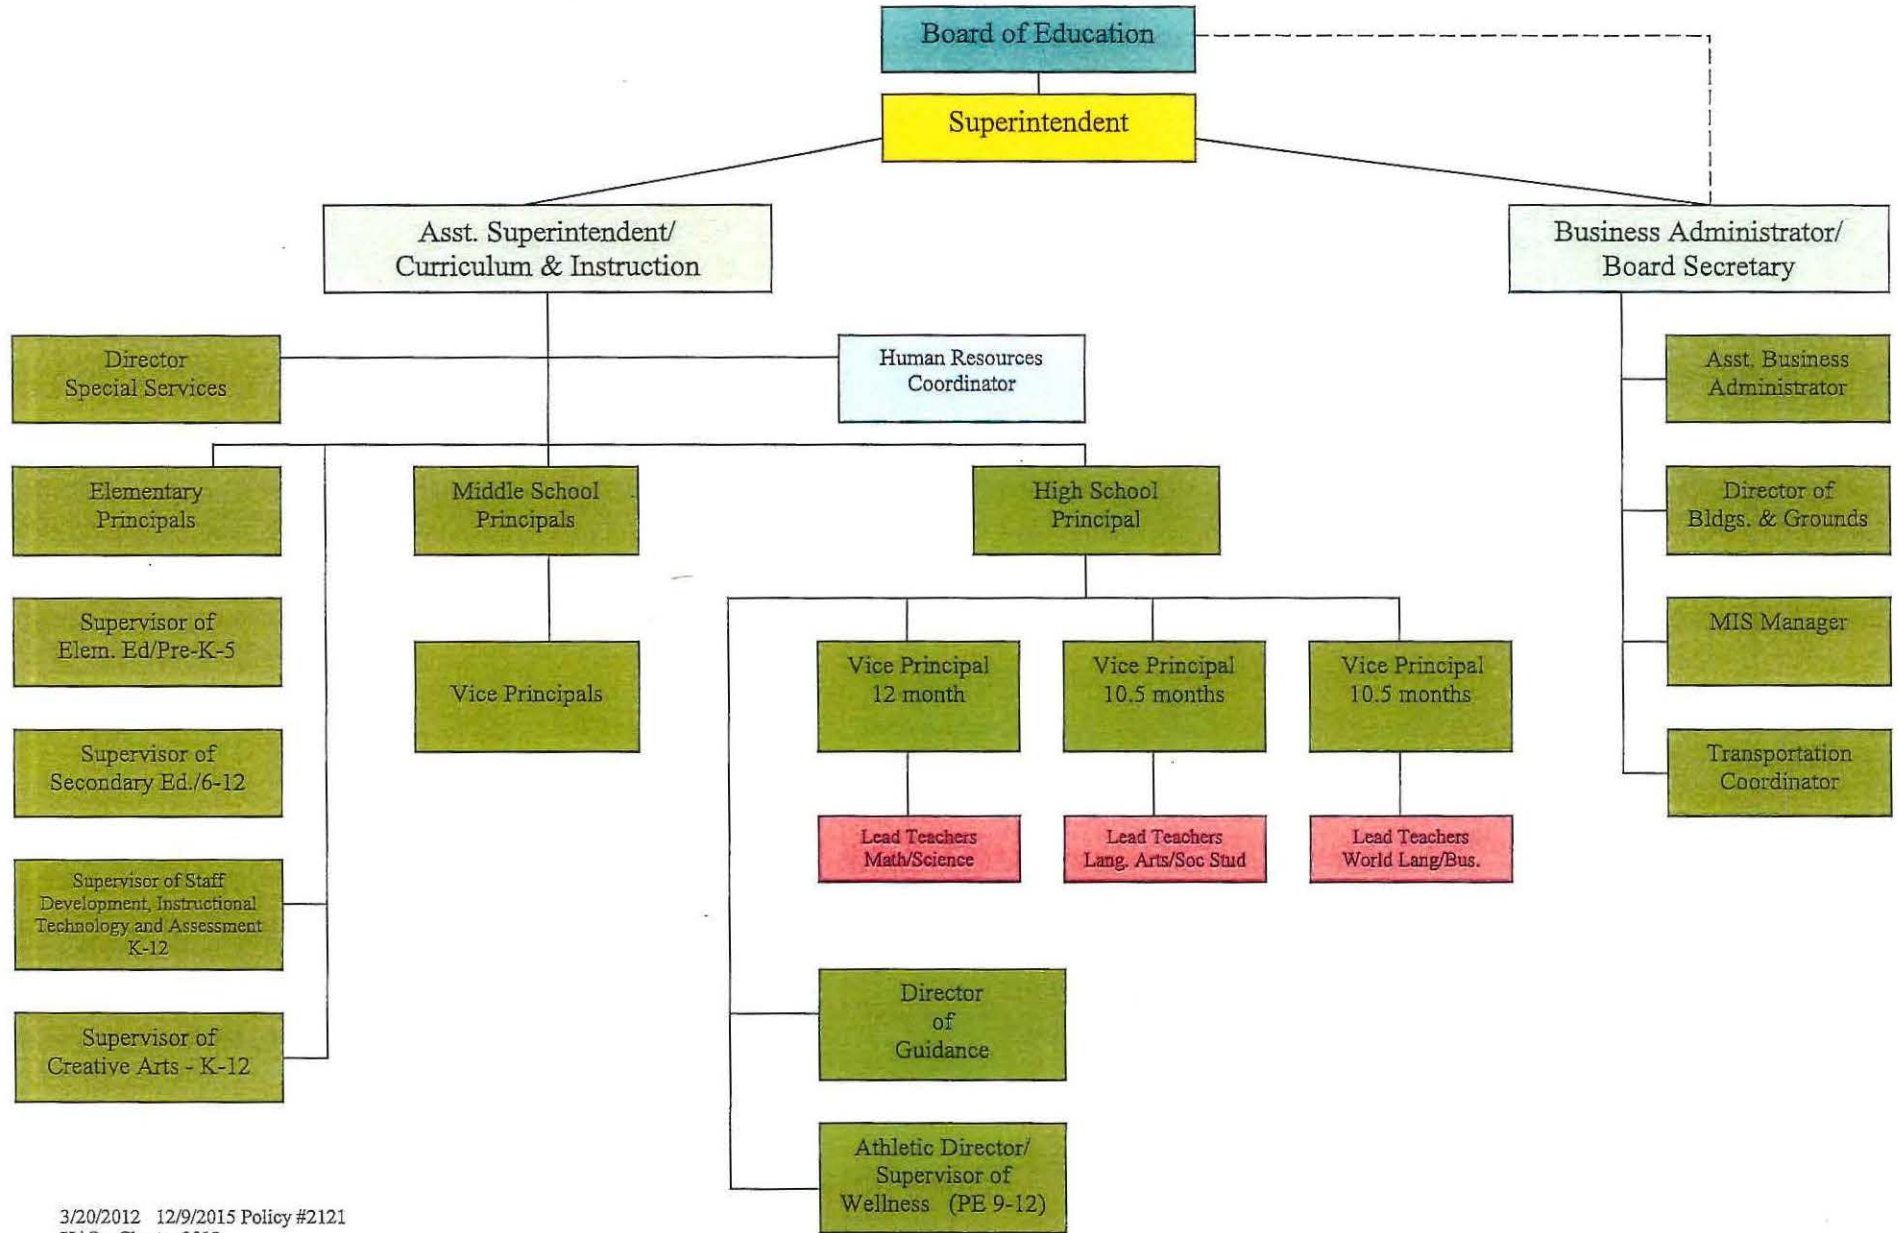 Board of Education
Superintendent
Asst. Superintendent/
Curriculum & Instruction
Business Administrator/
Board Secretary
Director
Special Services
Human Resources
Coordinator
Asst. Business
Administrator
Elementary
Principals
Middle School
Principals
High School
Principal
Director of
Bldgs. & Grounds
Supervisor of
Elem. Ed/Pre-K-5
Vice Principals
Vice Principal
12 month
Vice Principal
10.5 months
Vice Principal
10.5 months
MIS Manager
Supervisor of
Secondary Ed./6-12
Transportation
Coordinator
Lead Teachers
Math/Science
Lead Teachers
Lang. Arts/Soc Stud
Lead Teachers
World Lang/Bus.
Supervisor of Staff
Development, Instructional
Technology and Assessment
K-12
Director
of
Guidance
Supervisor of
Creative Arts - K-12
Athletic Director/
Supervisor of
Wellness (PE 9-12)
3/20/2012 12/9/2015 Policy #2121